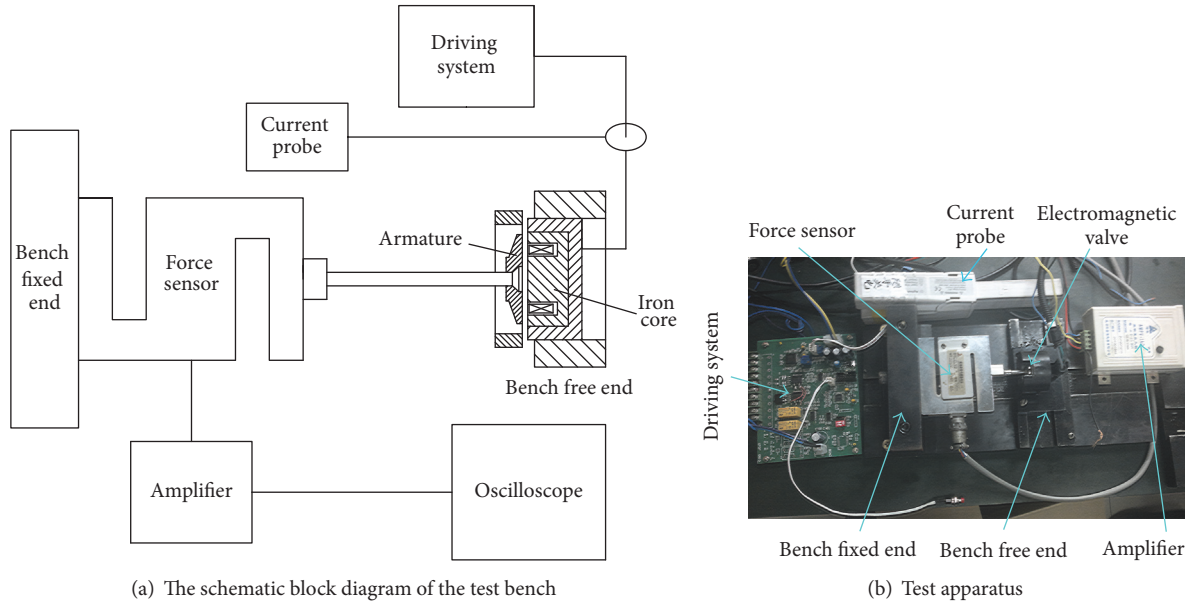 Driving
system
Current
probe
Bench
fixed
end
Force
sensor
Armature
Iron
core
Bench free end
Amplifier
Oscilloscope
(a) The schematic block diagram of the test bench
Force sensor
Current
probe
Electromagnetic
valve
Driving system
Bench fixed end
Bench free end
Amplifier
(b) Test apparatus